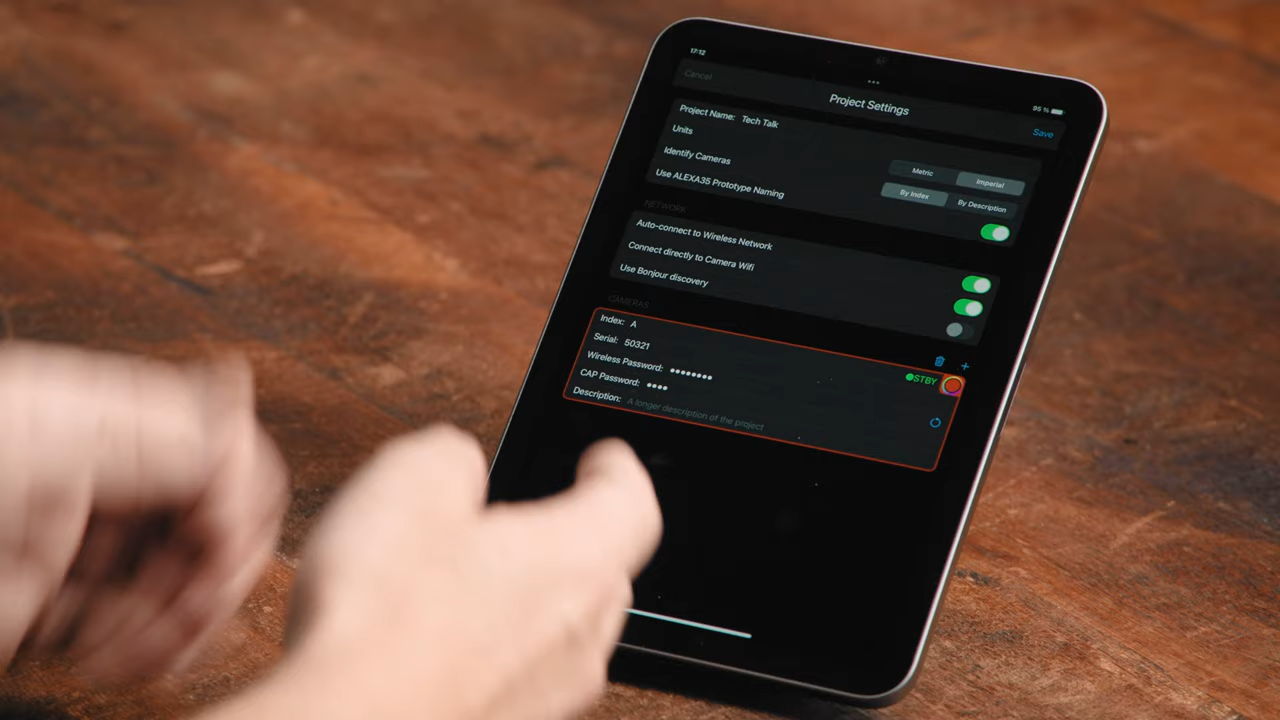 17:12
95 %
Cancel
Project Settings
Save
Project Name: Tech Talk
Units
Metric Imperial
Identify Cameras
By Index By Description
Use ALEXA35 Prototype Naming
NETWORK
Auto-connect to Wireless Network
Connect directly to Camera Wifi
Use Bonjour discovery
CAMERAS
Index: A
STBY
Serial: 50321
Wireless Password: ••••••••
CAP Password: ••••
Description: A longer description of the project